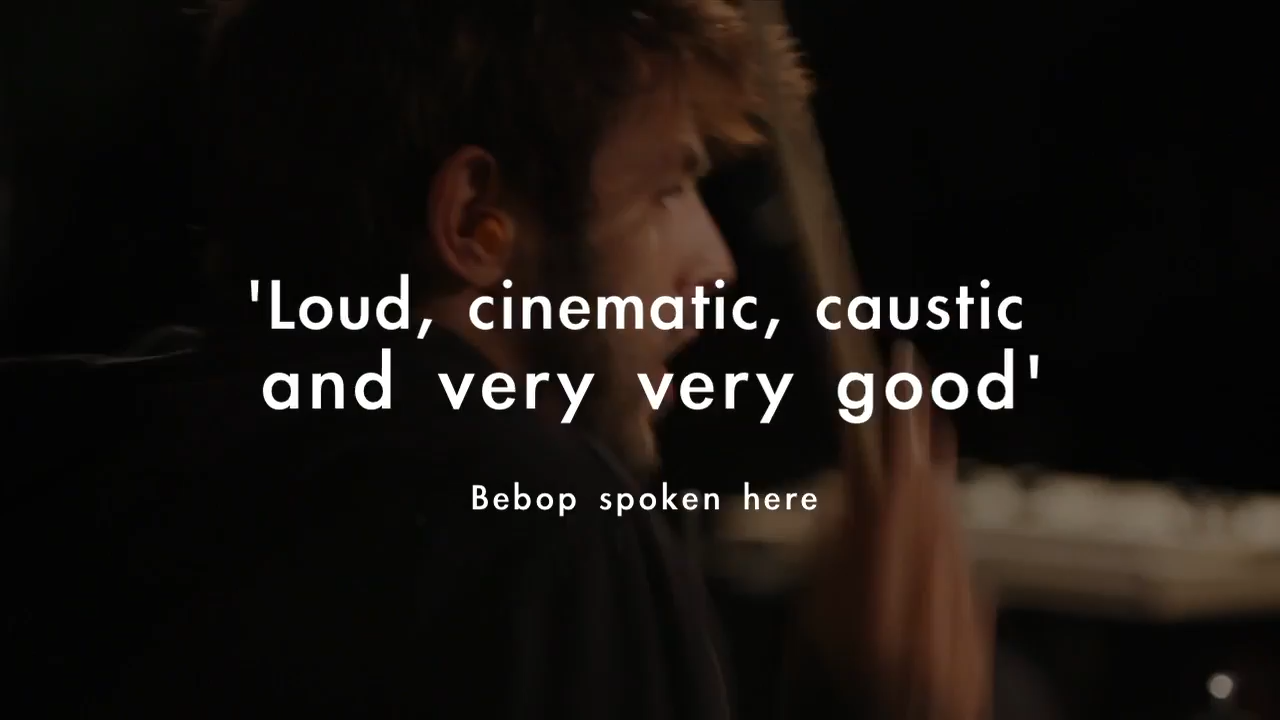 'Loud, cinematic, caustic
and very very good'
Bebop spoken here